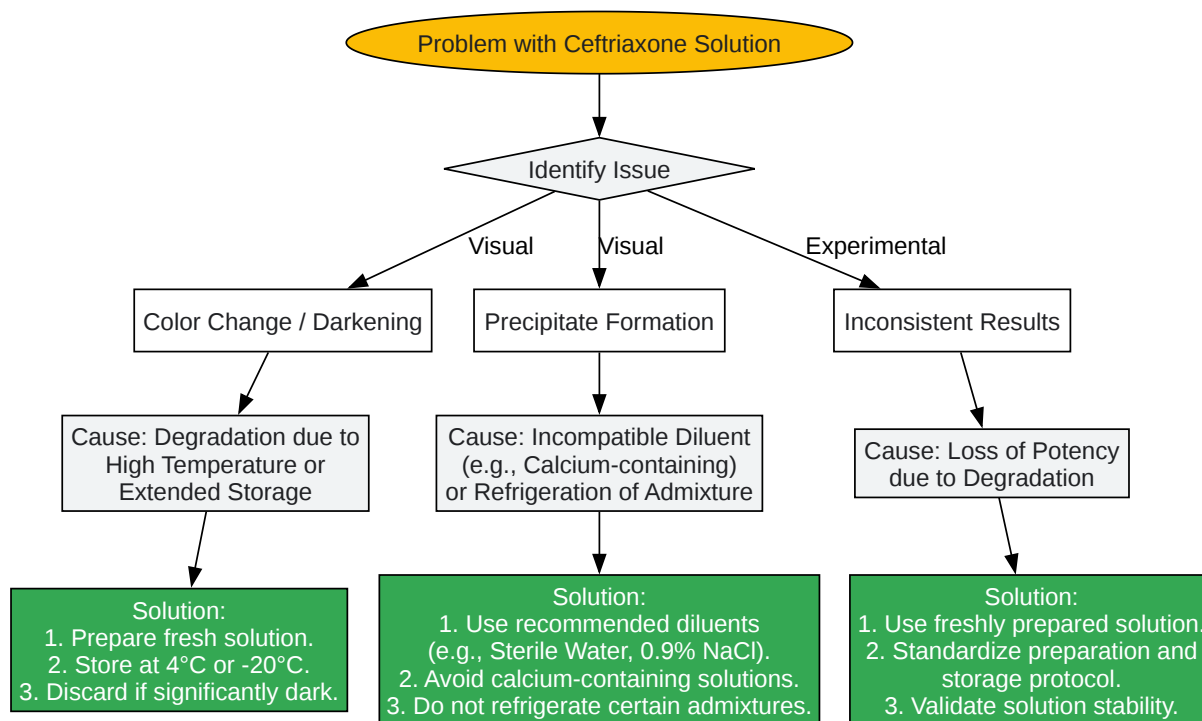 Problem with Ceftriaxone Solution
Identify Issue
Visual
Visual
Experimental
Color Change / Darkening
Precipitate Formation
Inconsistent Results
Cause: Degradation due to
High Temperature or
Extended Storage
Cause: Incompatible Diluent
(e.g., Calcium-containing)
or Refrigeration of Admixture
Cause: Loss of Potency
due to Degradation
Solution:
1. Prepare fresh solution.
2. Store at 4°C or -20°C.
3. Discard if significantly dark.
Solution:
1. Use recommended diluents
(e.g., Sterile Water, 0.9% NaCl).
2. Avoid calcium-containing solutions.
3. Do not refrigerate certain admixtures.
Solution:
1. Use freshly prepared solution.
2. Standardize preparation and
storage protocol.
3. Validate solution stability.